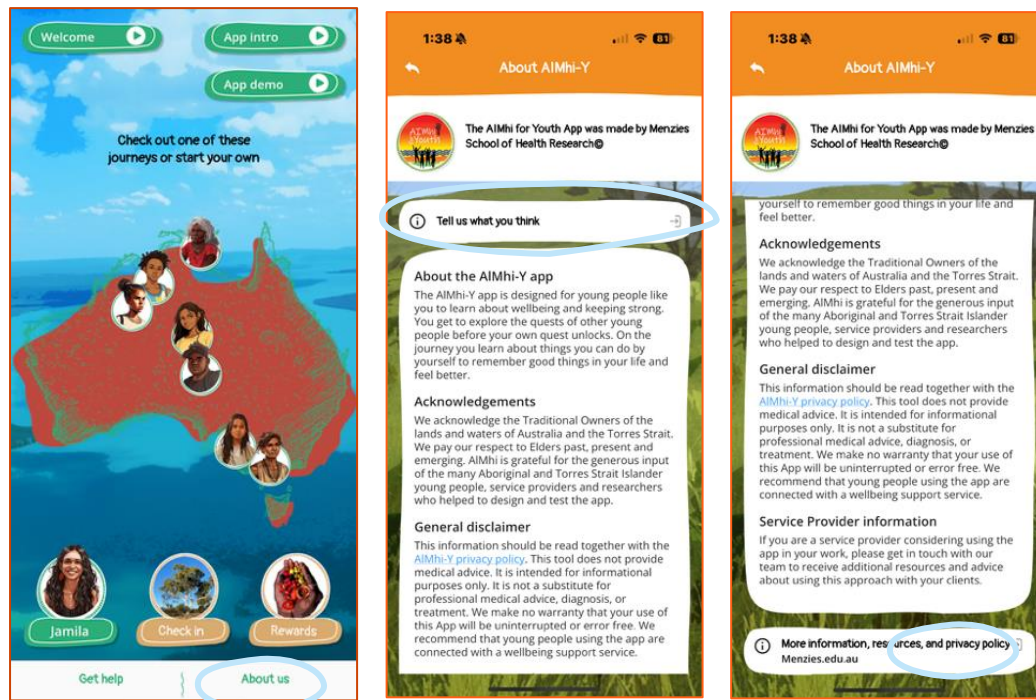 Welcome
App intro
App demo
Check out one of these
journeys or start your own
Jamila
Check in
Rewards
Get help
About us
1:38
81
About AIMhi-Y
AIMhi
Youth
The AIMhi for Youth App was made by Menzies
School of Health Research©
Tell us what you think
About the AIMhi-Y app
The AIMhi-Y app is designed for young people like
you to learn about wellbeing and keeping strong.
You get to explore the quests of other young
people before your own quest unlocks. On the
journey you learn about things you can do by
yourself to remember good things in your life and
feel better.
Acknowledgements
We acknowledge the Traditional Owners of the
lands and waters of Australia and the Torres Strait.
We pay our respect to Elders past, present and
emerging. AIMhi is grateful for the generous input
of the many Aboriginal and Torres Strait Islander
young people, service providers and researchers
who helped to design and test the app.
General disclaimer
This information should be read together with the
AIMhi-Y privacy policy. This tool does not provide
medical advice. It is intended for informational
purposes only. It is not a substitute for
professional medical advice, diagnosis, or
treatment. We make no warranty that your use of
this App will be uninterrupted or error free. We
recommend that young people using the app are
connected with a wellbeing support service.
1:38
81
About AIMhi-Y
AIMhi
Youth
The AIMhi for Youth App was made by Menzies
School of Health Research©
yourself to remember good things in your life and
feel better.
Acknowledgements
We acknowledge the Traditional Owners of the
lands and waters of Australia and the Torres Strait.
We pay our respect to Elders past, present and
emerging. AIMhi is grateful for the generous input
of the many Aboriginal and Torres Strait Islander
young people, service providers and researchers
who helped to design and test the app.
General disclaimer
This information should be read together with the
AIMhi-Y privacy policy. This tool does not provide
medical advice. It is intended for informational
purposes only. It is not a substitute for
professional medical advice, diagnosis, or
treatment. We make no warranty that your use of
this App will be uninterrupted or error free. We
recommend that young people using the app are
connected with a wellbeing support service.
Service Provider information
If you are a service provider considering using the
app in your work, please get in touch with our
team to receive additional resources and advice
about using this approach with your clients.
More information, resources, and privacy policy
Menzies.edu.au